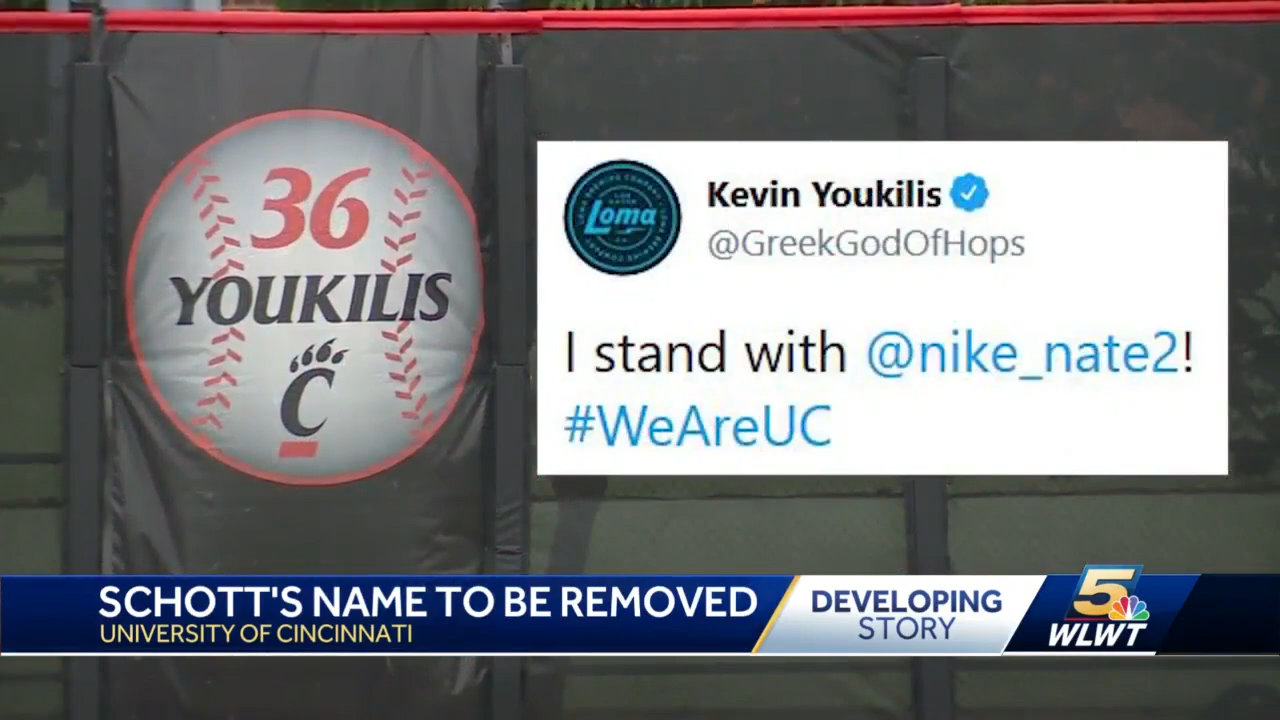 36
YOUKILIS
C
Loma
Kevin Youkilis
@GreekGodOfHops
I stand with @nike_nate2!
#WeAreUC
SCHOTT'S NAME TO BE REMOVED
UNIVERSITY OF CINCINNATI
DEVELOPING
STORY
5
WLWT